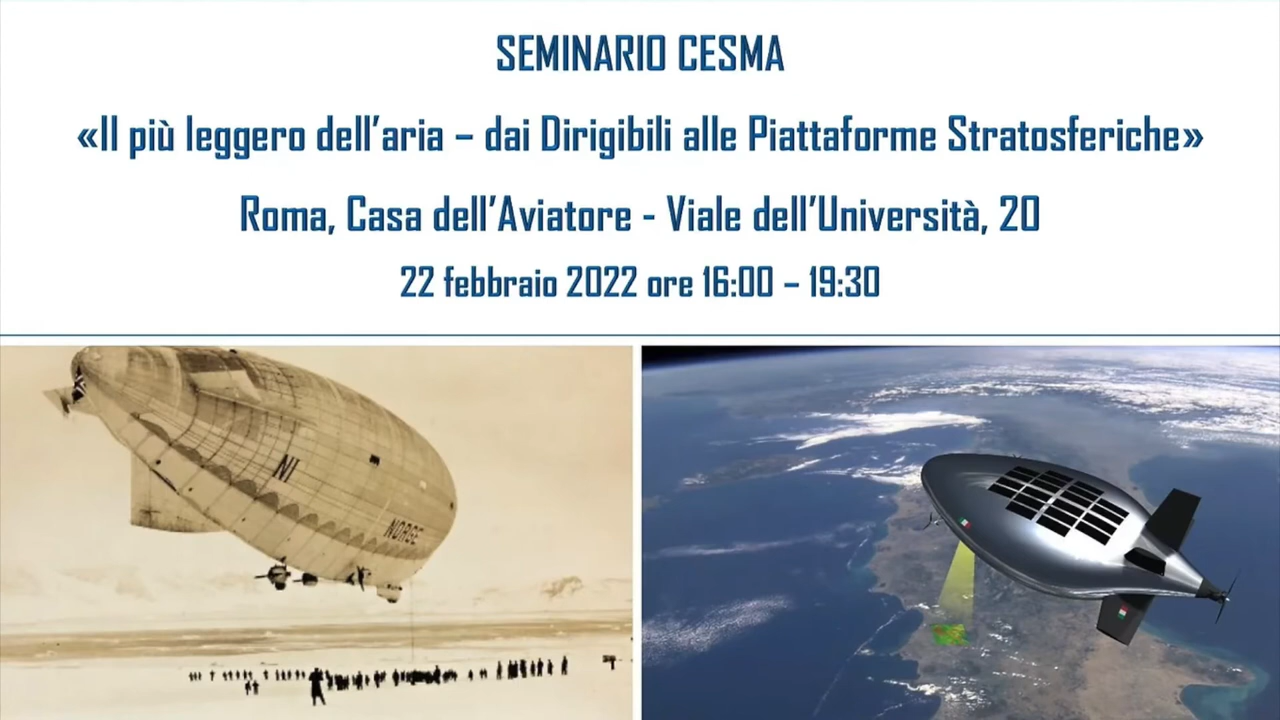 SEMINARIO CESMA
«Il più leggero dell’aria – dai Dirigibili alle Piattaforme Stratosferiche»
Roma, Casa dell’Aviatore - Viale dell’Università, 20
22 febbraio 2022 ore 16:00 – 19:30
N1
NORGE